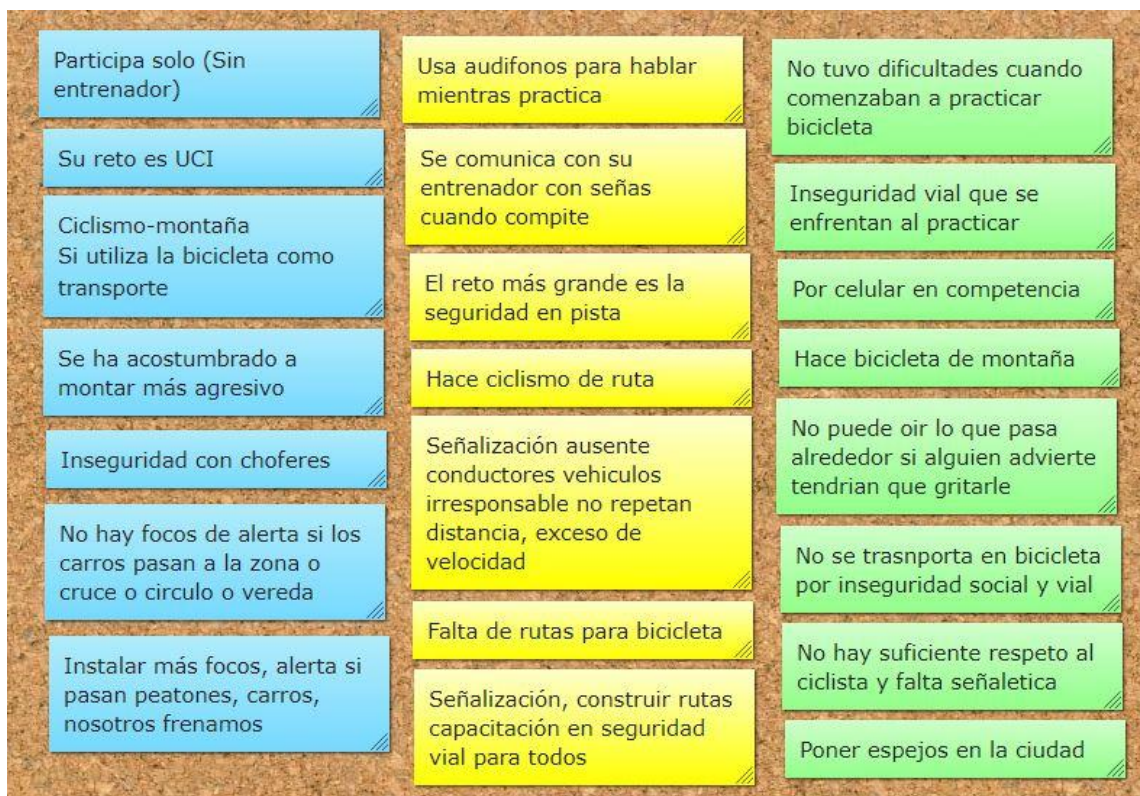 Participa solo (Sin
entrenador)
Su reto es UCI
Ciclismo-montaña
Si utiliza la bicicleta como
transporte
Se ha acostumbrado a
montar más agresivo
Inseguridad con choferes
No hay focos de alerta si los
carros pasan a la zona o
cruce o circulo o vereda
Instalar más focos, alerta si
pasan peatones, carros,
nosotros frenamos
Usa audifonos para hablar
mientras practica
Se comunica con su
entrenador con señas
cuando compite
El reto más grande es la
seguridad en pista
Hace ciclismo de ruta
Señalización ausente
conductores vehiculos
irresponsable no repetan
distancia, exceso de
velocidad
Falta de rutas para bicicleta
Señalización, construir rutas
capacitación en seguridad
vial para todos
No tuvo dificultades cuando
comenzaban a practicar
bicicleta
Inseguridad vial que se
enfrentan al practicar
Por celular en competencia
Hace bicicleta de montaña
No puede oir lo que pasa
alrededor si alguien advierte
tendrian que gritarle
No se trasnporta en bicicleta
por inseguridad social y vial
No hay suficiente respeto al
ciclista y falta señaletica
Poner espejos en la ciudad